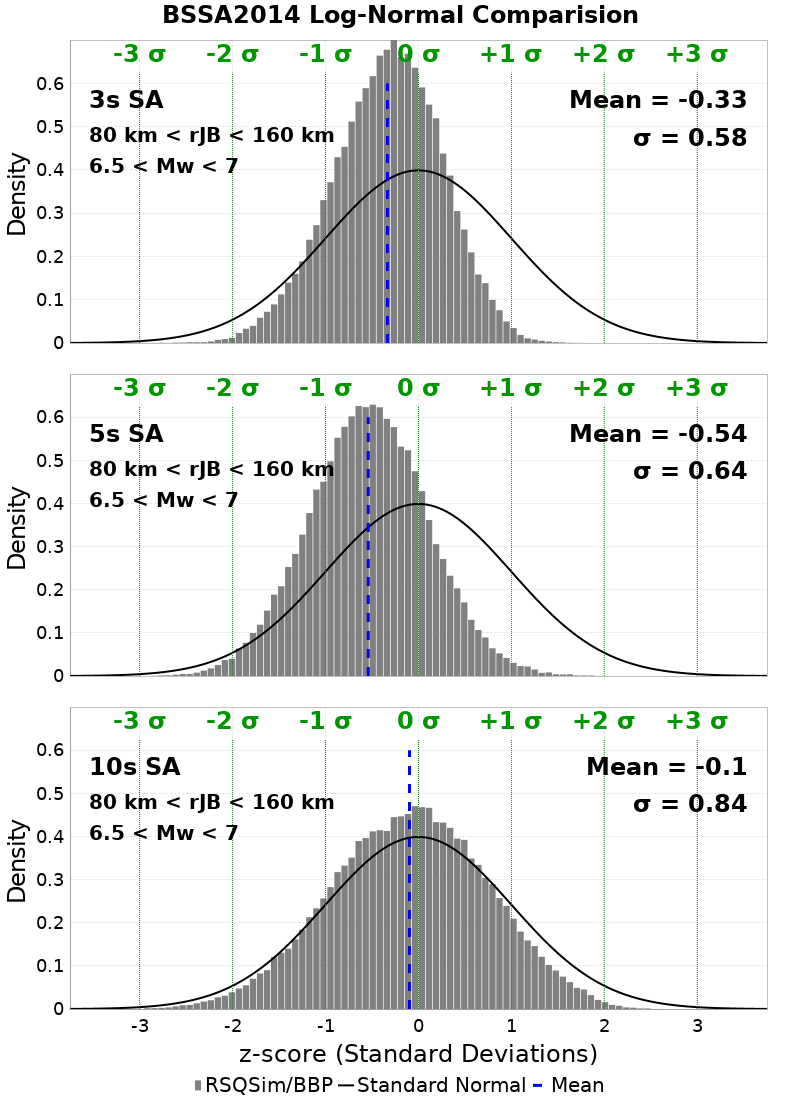 BSSA2014 Log-Normal Comparision
-3 σ -2 σ -1 σ 0 σ +1 σ +2 σ +3 σ
3s SA
80 km < rJB < 160 km
6.5 < Mw < 7
Mean = -0.33
σ = 0.58
Density
0.6
0.5
0.4
0.3
0.2
0.1
0
-3 σ -2 σ -1 σ 0 σ +1 σ +2 σ +3 σ
5s SA
80 km < rJB < 160 km
6.5 < Mw < 7
Mean = -0.54
σ = 0.64
Density
0.6
0.5
0.4
0.3
0.2
0.1
0
-3 σ -2 σ -1 σ 0 σ +1 σ +2 σ +3 σ
10s SA
80 km < rJB < 160 km
6.5 < Mw < 7
Mean = -0.1
σ = 0.84
Density
0.6
0.5
0.4
0.3
0.2
0.1
0
-3 -2 -1 0 1 2 3
z-score (Standard Deviations)
RSQSim/BBP Standard Normal Mean